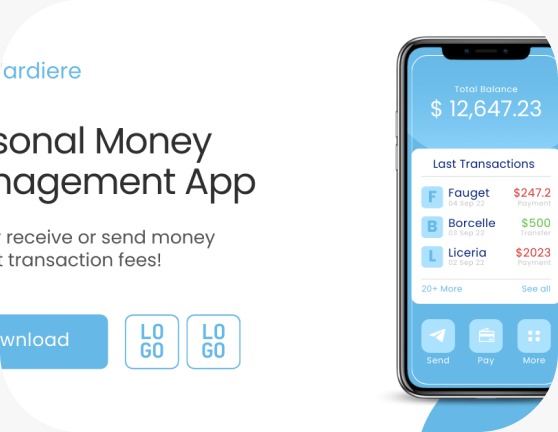 ardiere
sonal Money
nagement App
receive or send money
t transaction fees!
wnload
LO
GO
LO
GO
Total Balance
$ 12,647.23
Last Transactions
F Fauget $247.2
04 Sep 22 Payment
B Borcelle $500
03 Sep 22 Transfer
L Liceria $2023
02 Sep 22 Payment
20+ More See all
Send Pay More